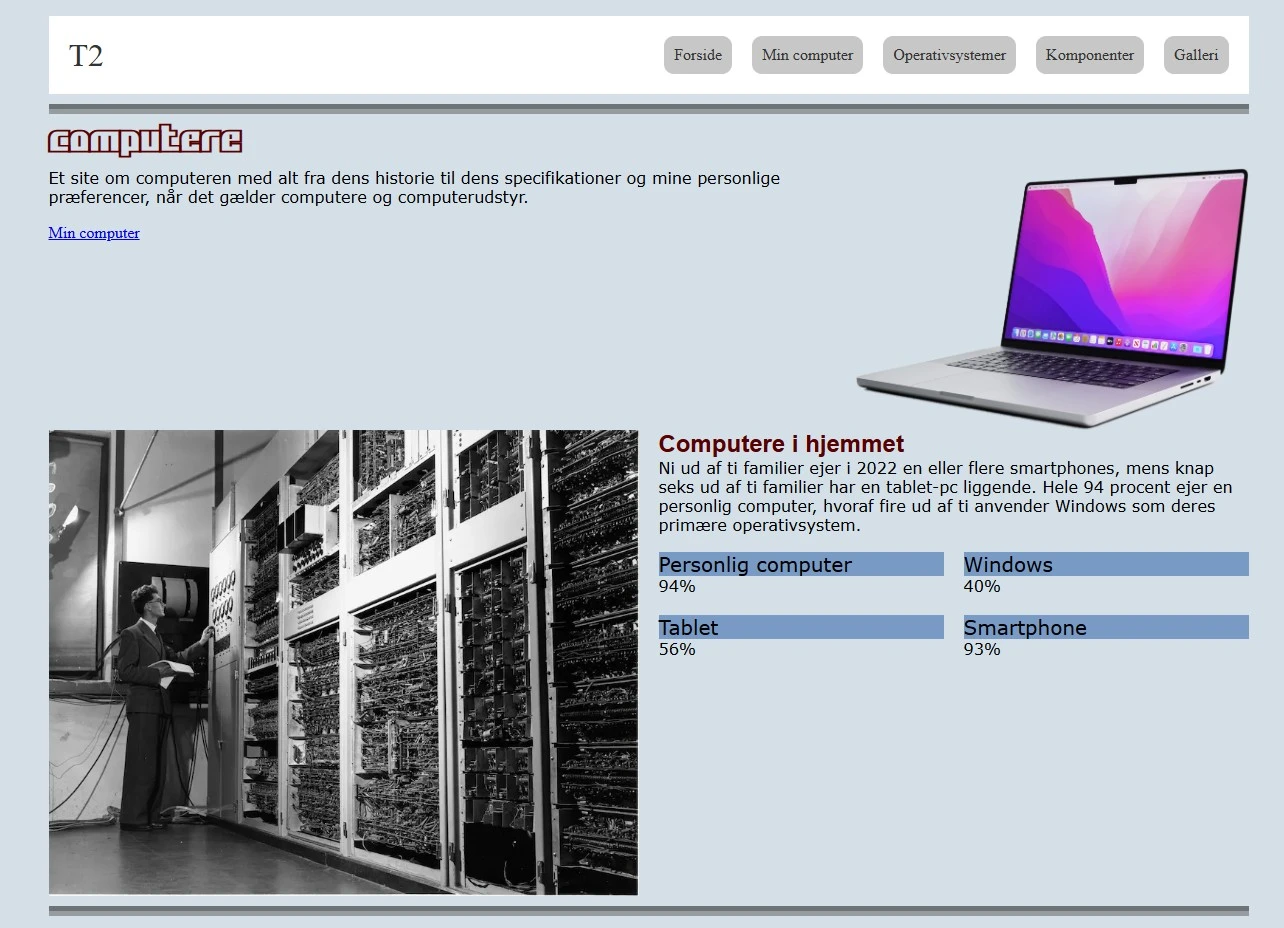 T2
Forside
Min computer
Operativsystemer
Komponenter
Galleri
computere
Et site om computeren med alt fra dens historie til dens specifikationer og mine personlige
præferencer, når det gælder computere og computerudstyr.
Min computer
Computere i hjemmet
Ni ud af ti familier ejer i 2022 en eller flere smartphones, mens knap
seks ud af ti familier har en tablet-pc liggende. Hele 94 procent ejer en
personlig computer, hvoraf fire ud af ti anvender Windows som deres
primære operativsystem.
Personlig computer
94%
Windows
40%
Tablet
56%
Smartphone
93%